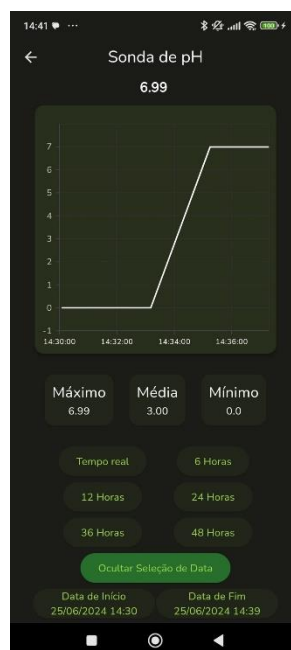 14:41 ... 100
Sonda de pH
6.99
7
6
5
4
3
2
1
0
-1
14:30:00 14:32:00 14:34:00 14:36:00
Máximo Média Mínimo
6.99 3.00 0.0
Tempo real 6 Horas
12 Horas 24 Horas
36 Horas 48 Horas
Ocultar Seleção de Data
Data de Início Data de Fim
25/06/2024 14:30 25/06/2024 14:39